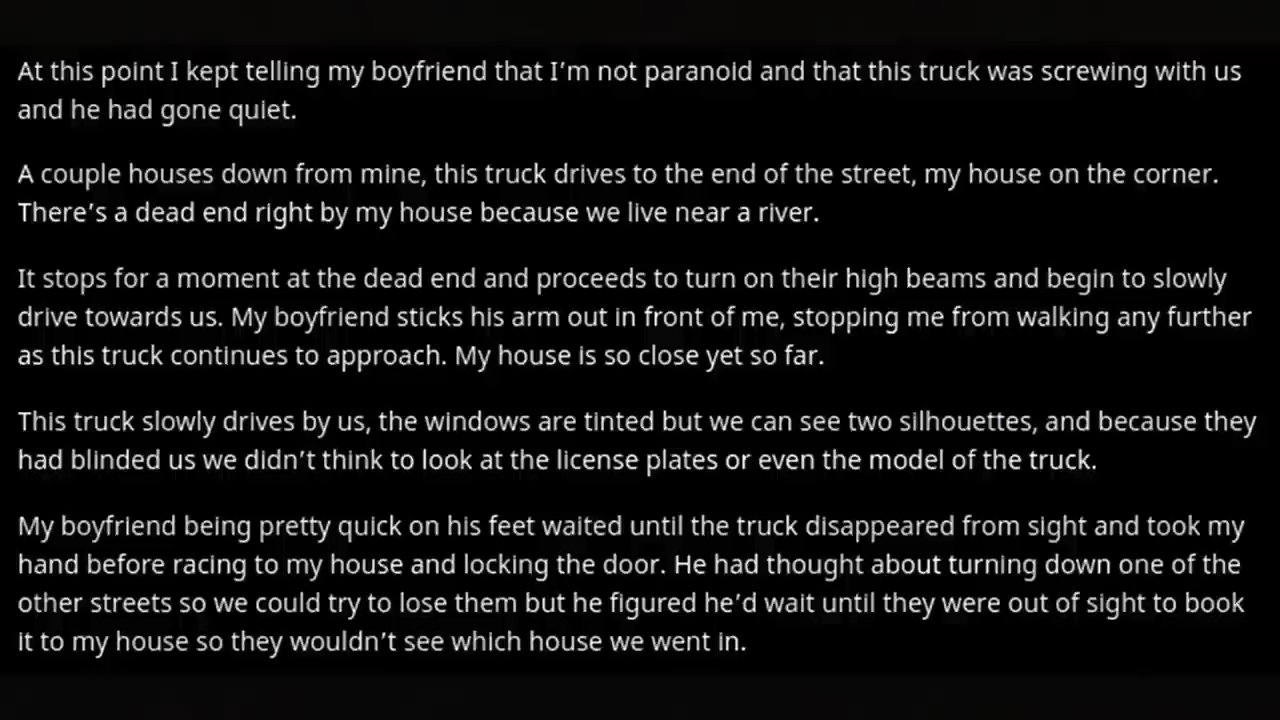 At this point I kept telling my boyfriend that I’m not paranoid and that this truck was screwing with us
and he had gone quiet.
A couple houses down from mine, this truck drives to the end of the street, my house on the corner.
There’s a dead end right by my house because we live near a river.
It stops for a moment at the dead end and proceeds to turn on their high beams and begin to slowly
drive towards us. My boyfriend sticks his arm out in front of me, stopping me from walking any further
as this truck continues to approach. My house is so close yet so far.
This truck slowly drives by us, the windows are tinted but we can see two silhouettes, and because they
had blinded us we didn’t think to look at the license plates or even the model of the truck.
My boyfriend being pretty quick on his feet waited until the truck disappeared from sight and took my
hand before racing to my house and locking the door. He had thought about turning down one of the
other streets so we could try to lose them but he figured he’d wait until they were out of sight to book
it to my house so they wouldn’t see which house we went in.